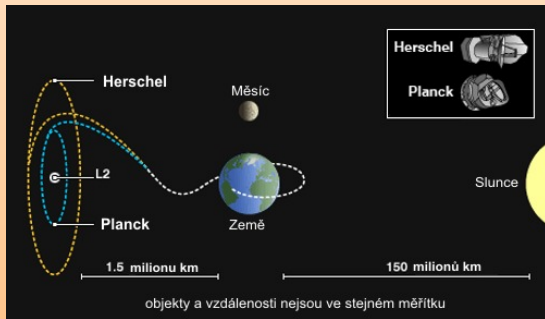 Herschel
Herschel
Planck
Měsíc
L2
Slunce
Planck
Země
1.5 milionu km
150 milionů km
objekty a vzdálenosti nejsou ve stejném měřítku